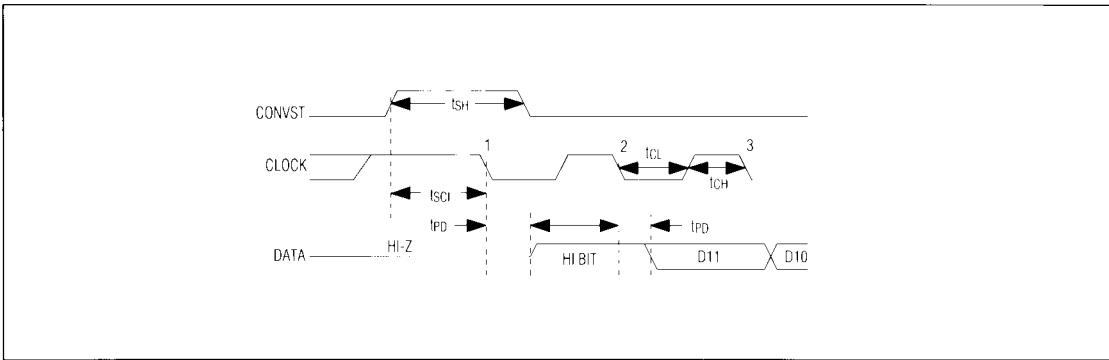 CONVST
tSH
CLOCK
1
2
tCL
3
tCH
tSCI
tPD
tPD
DATA
HI-Z
HI BIT
D11
D10